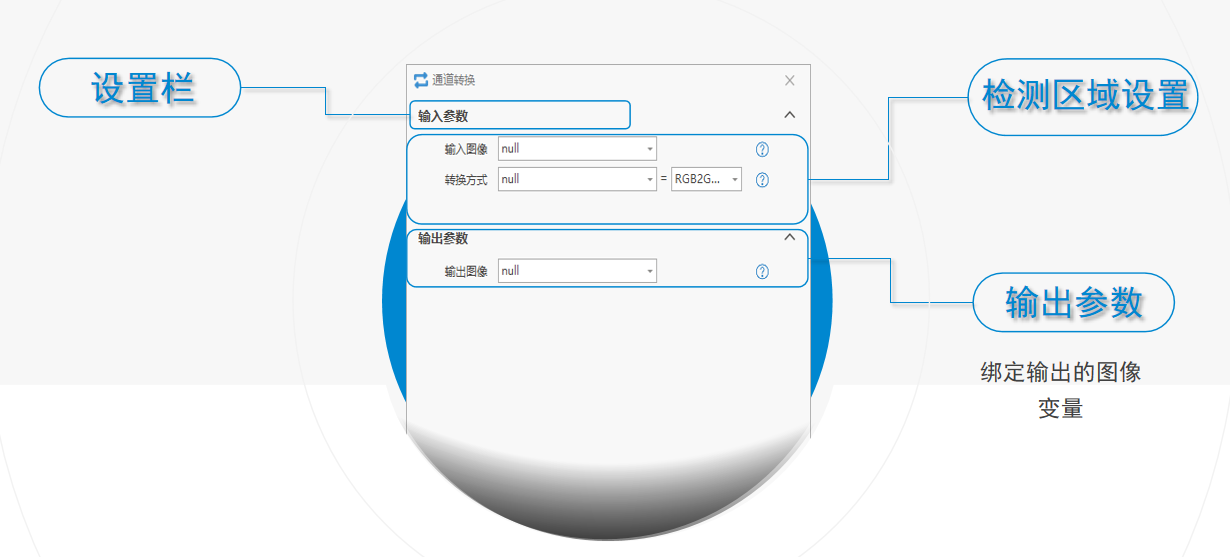 设置栏
通道转换
输入参数
输入图像 null
转换方式 null = RGB2G...
输出参数
输出图像 null
检测区域设置
输出参数
绑定输出的图像
变量